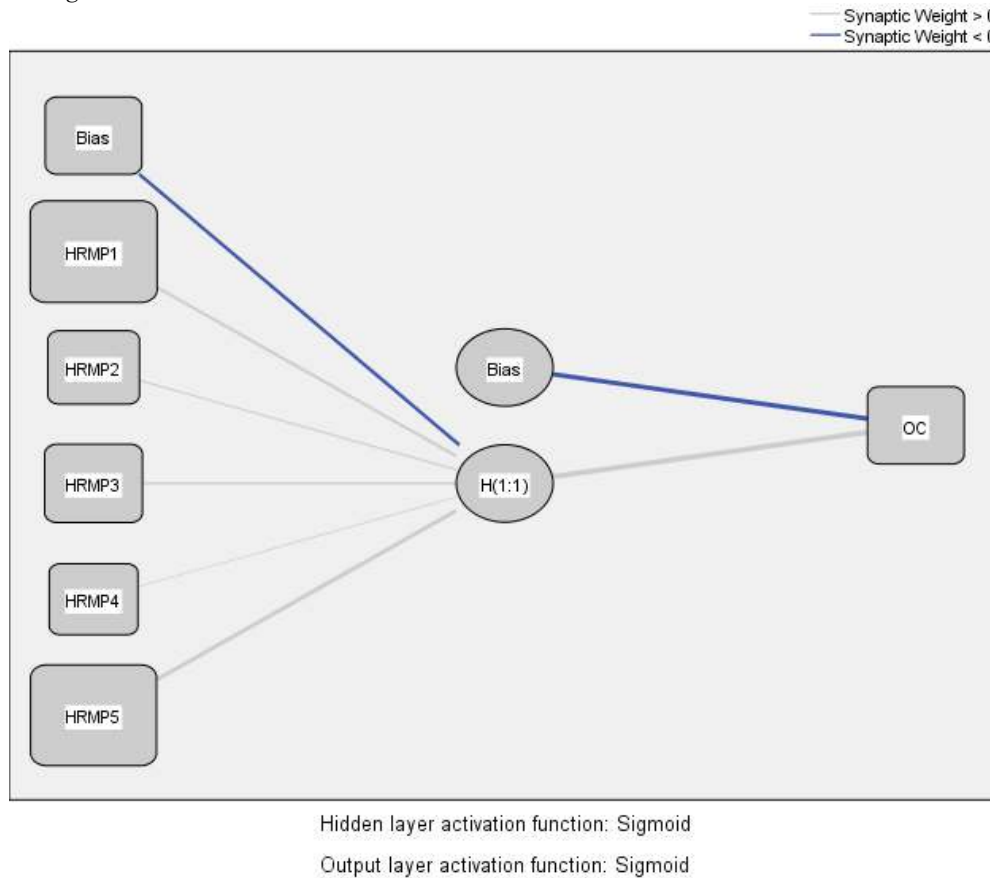 Synaptic Weight >
Synaptic Weight <
Bias
HRMP1
HRMP2
Bias
OC
HRMP3
H(1:1)
HRMP4
HRMP5
Hidden layer activation function: Sigmoid
Output layer activation function: Sigmoid